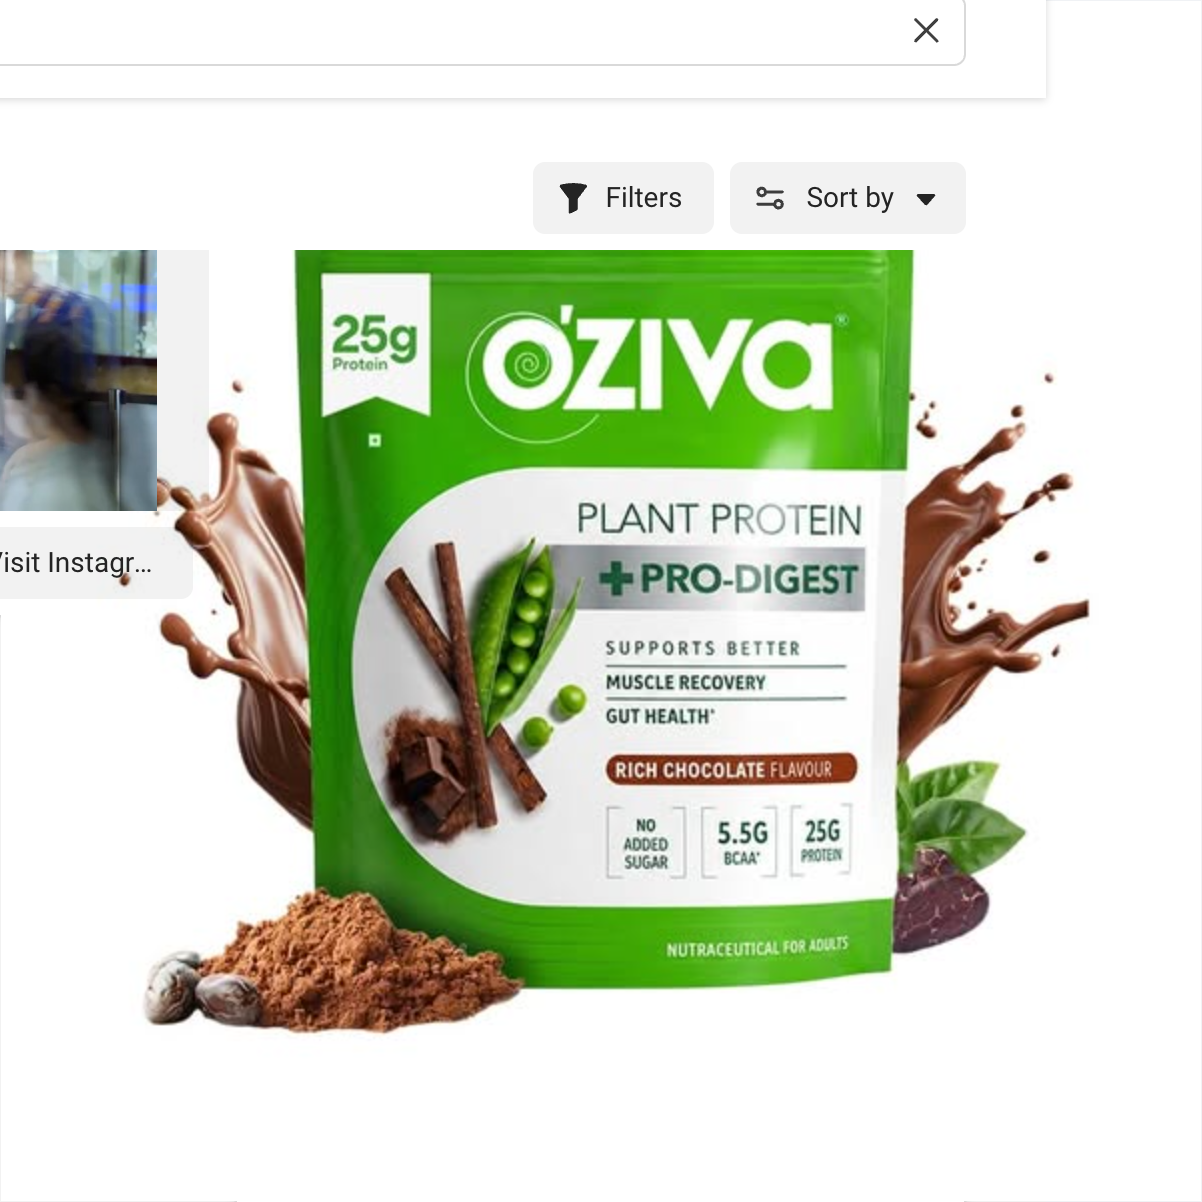 Filters
Sort by
Visit Instagr...
25g
Protein
O'ZIVA®
PLANT PROTEIN
+PRO-DIGEST
SUPPORTS BETTER
MUSCLE RECOVERY
GUT HEALTH*
RICH CHOCOLATE FLAVOUR
NO
ADDED
SUGAR
5.5G
BCAA*
25G
PROTEIN
NUTRACEUTICAL FOR ADULTS